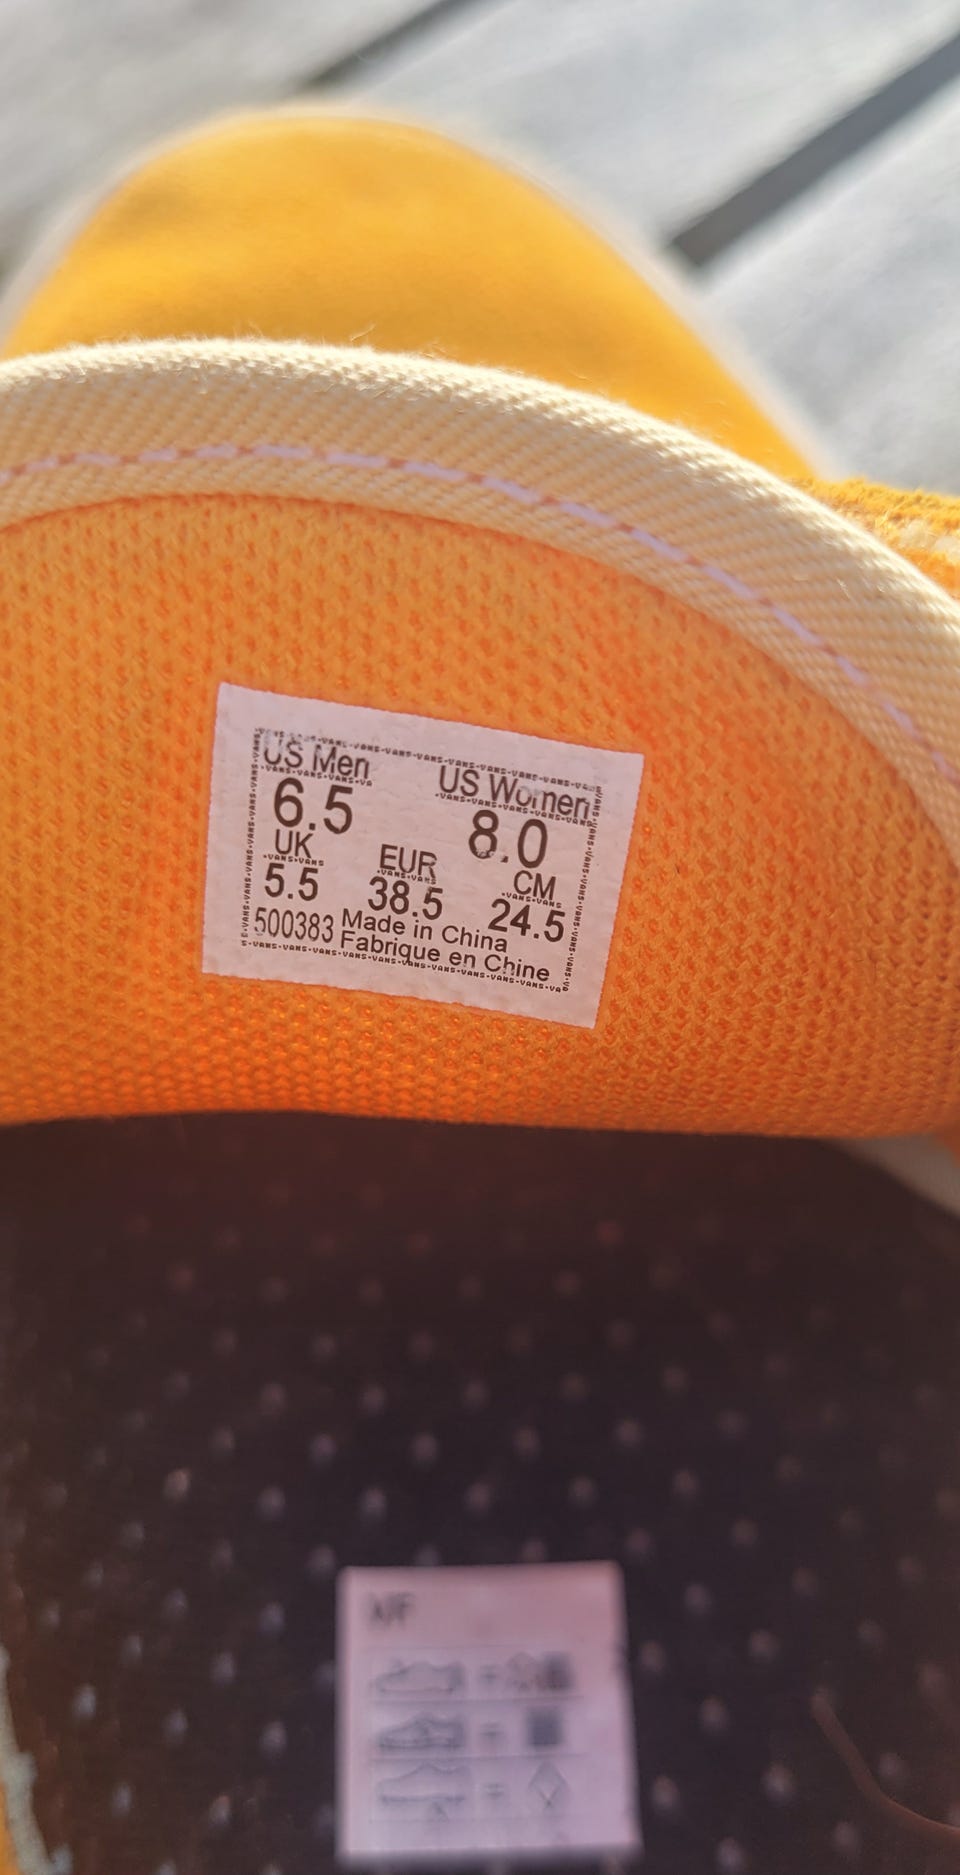 US Men US Women
6.5 8.0
UK EUR CM
5.5 38.5 24.5
500383 Made in China
Fabrique en Chine
VF